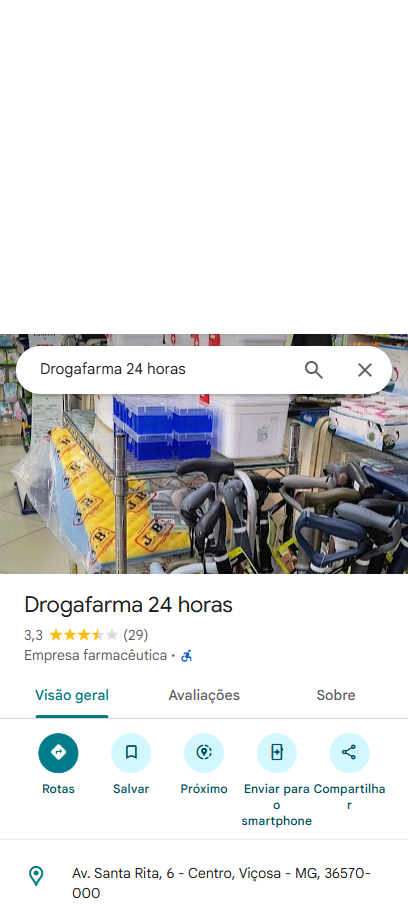 Drogafarma 24 horas
Drogafarma 24 horas
3,3 (29)
Empresa farmacêutica ·
Visão geral Avaliações Sobre
Rotas Salvar Próximo Enviar para o smartphone Compartilhar
Av. Santa Rita, 6 - Centro, Viçosa - MG, 36570-
000